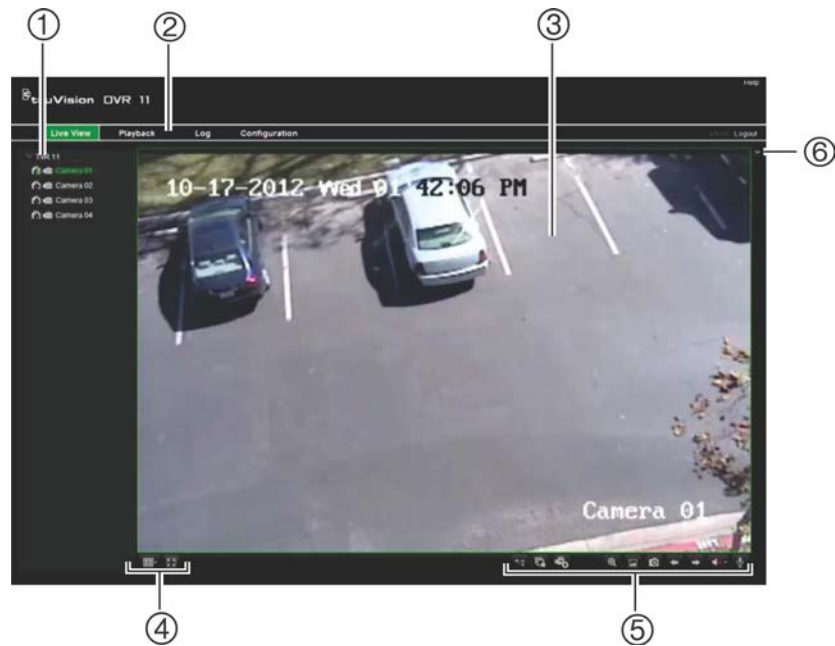 ① ② ③
Help
truVision DVR 11
Live View Playback Log Configuration Logout
TVR 11
Camera 01
Camera 02
Camera 03
Camera 04
⑥
10-17-2012 Wed 01 42:06 PM
Camera 01
④ ⑤